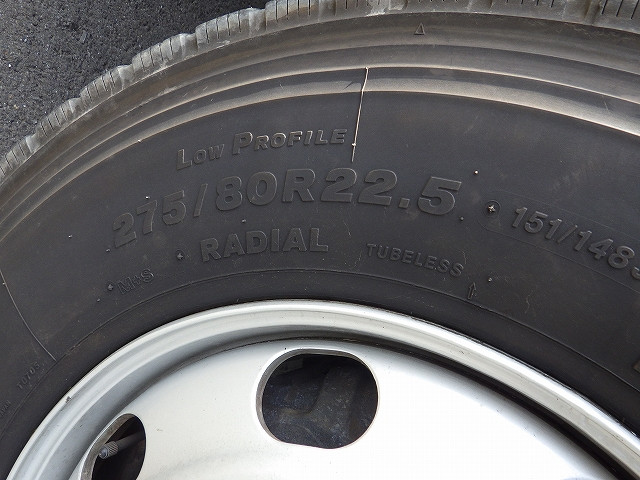 LOW PROFILE
275/80R22.5
151/148
RADIAL
TUBELESS
M+S